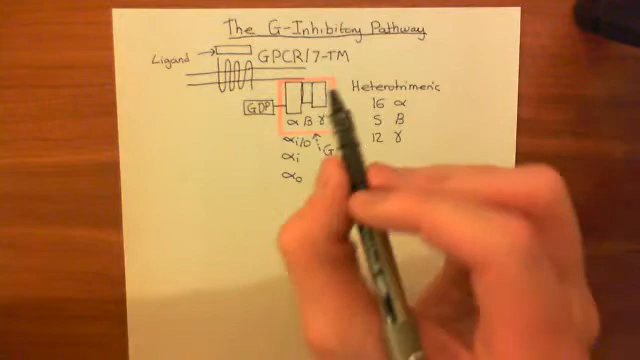 The G-Inhibitory Pathway
Ligand
GPCR/7-TM
GDP
α β γ
Heterotrimeric
16 α
5 β
12 γ
αi/o
G
αi
αo